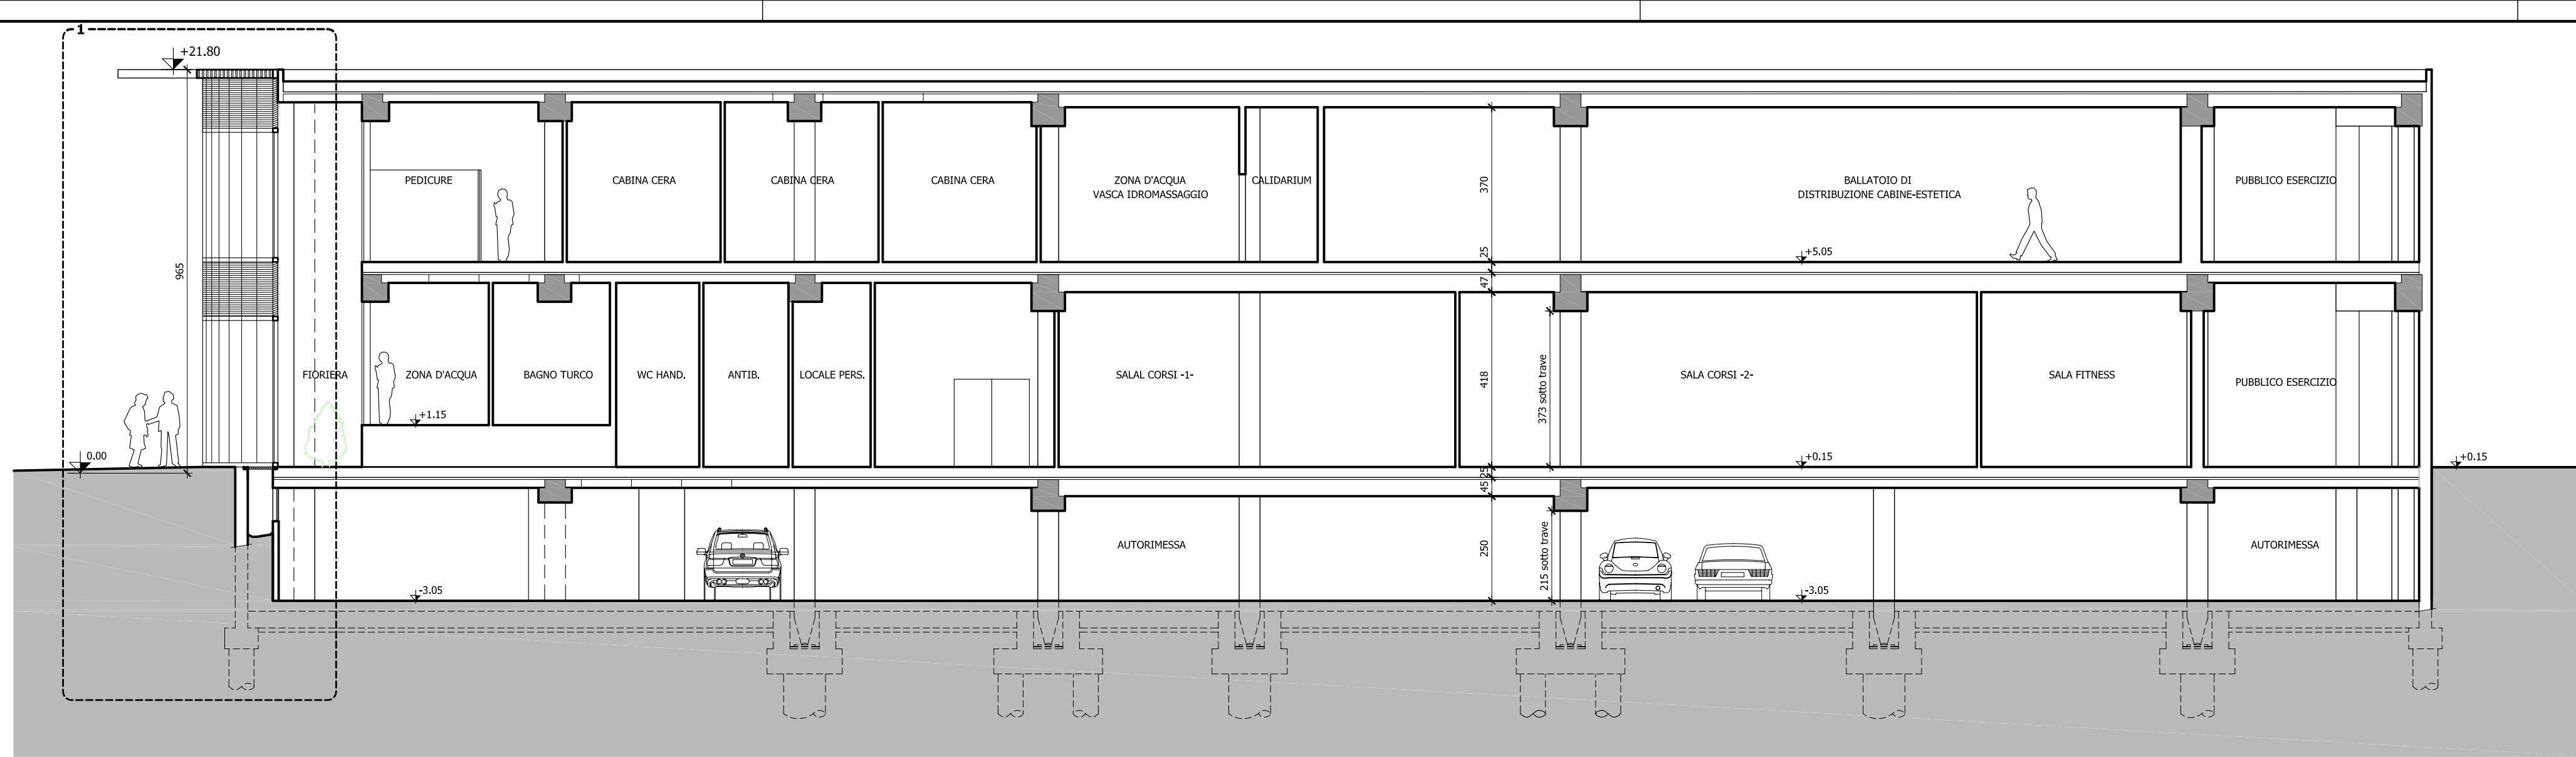 1
+21.80
PEDICURE
CABINA CERA
CABINA CERA
CABINA CERA
ZONA D'ACQUA
VASCA IDROMASSAGGIO
CALIDARIUM
370
BALLATOIO DI
DISTRIBUZIONE CABINE-ESTETICA
PUBBLICO ESERCIZIO
965
25
+5.05
47
FIORIERA
ZONA D'ACQUA
BAGNO TURCO
WC HAND.
ANTIB.
LOCALE PERS.
SALAL CORSI -1-
418
373 sotto trave
SALA CORSI -2-
SALA FITNESS
PUBBLICO ESERCIZIO
+1.15
0.00
+0.15
+0.15
25
45
AUTORIMESSA
250
215 sotto trave
AUTORIMESSA
-3.05
-3.05